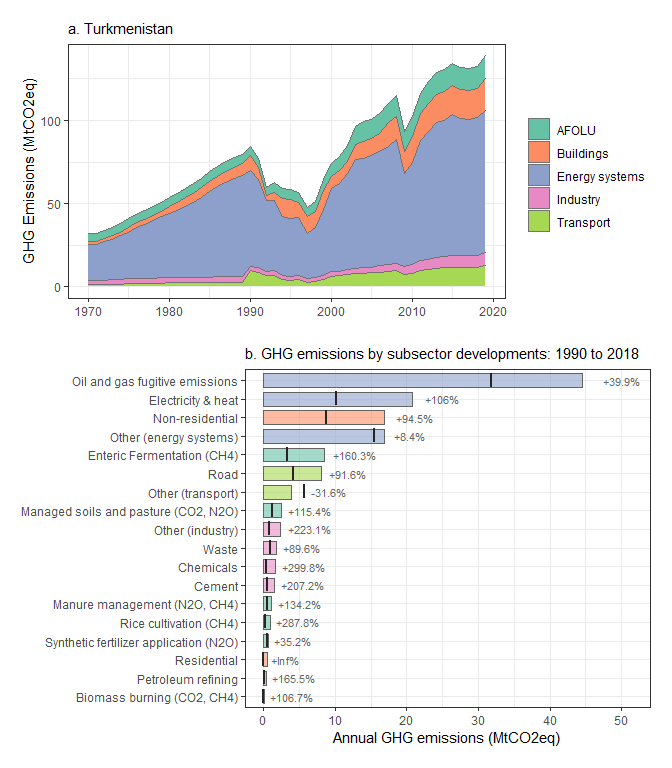 a. Turkmenistan
GHG Emissions (MtCO2eq)
100
50
0
1970
1980
1990
2000
2010
2020
AFOLU
Buildings
Energy systems
Industry
Transport
b. GHG emissions by subsector developments: 1990 to 2018
Oil and gas fugitive emissions +39.9%
Electricity & heat +106%
Non-residential +94.5%
Other (energy systems) +8.4%
Enteric Fermentation (CH4) +160.3%
Road +91.6%
Other (transport) -31.6%
Managed soils and pasture (CO2, N2O) +115.4%
Other (industry) +223.1%
Waste +89.6%
Chemicals +299.8%
Cement +207.2%
Manure management (N2O, CH4) +134.2%
Rice cultivation (CH4) +287.8%
Synthetic fertilizer application (N2O) +35.2%
Residential +Inf%
Petroleum refining +165.5%
Biomass burning (CO2, CH4) +106.7%
0
10
20
30
40
50
Annual GHG emissions (MtCO2eq)